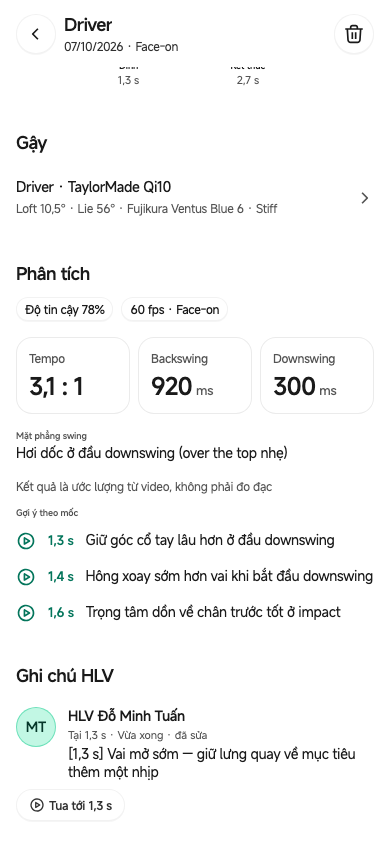 Driver
07/10/2026 · Face-on
Đỉnh
Kết thúc
1,3 s
2,7 s
Gậy
Driver · TaylorMade Qi10
Loft 10,5° · Lie 56° · Fujikura Ventus Blue 6 · Stiff
Phân tích
Độ tin cậy 78%
60 fps · Face-on
Tempo
Backswing
Downswing
3,1 : 1
920 ms
300 ms
Mặt phẳng swing
Hơi dốc ở đầu downswing (over the top nhẹ)
Kết quả là ước lượng từ video, không phải đo đạc
Gợi ý theo mốc
1,3 s Giữ góc cổ tay lâu hơn ở đầu downswing
1,4 s Hông xoay sớm hơn vai khi bắt đầu downswing
1,6 s Trọng tâm dồn về chân trước tốt ở impact
Ghi chú HLV
MT
HLV Đỗ Minh Tuấn
Tại 1,3 s · Vừa xong · đã sửa
[1,3 s] Vai mở sớm — giữ lưng quay về mục tiêu
thêm một nhịp
Tua tới 1,3 s